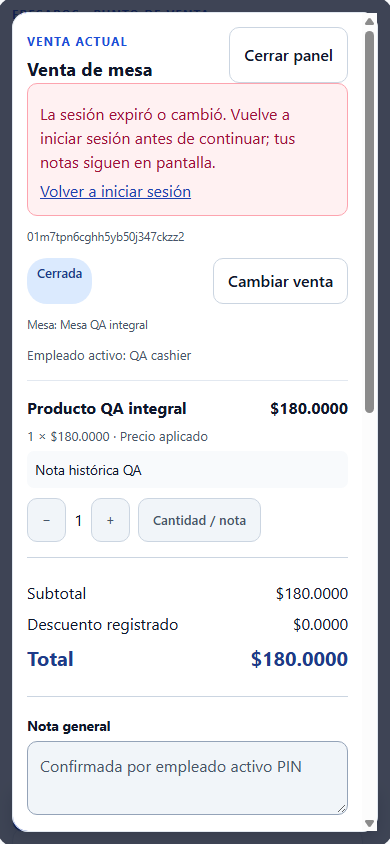 VENTA ACTUAL
Venta de mesa
Cerrar panel
La sesión expiró o cambió. Vuelve a
iniciar sesión antes de continuar; tus
notas siguen en pantalla.
Volver a iniciar sesión
01m7tpn6cghh5yb50j347ckzz2
Cerrada
Cambiar venta
Mesa: Mesa QA integral
Empleado activo: QA cashier
Producto QA integral $180.0000
1 × $180.0000 · Precio aplicado
Nota histórica QA
− 1 + Cantidad / nota
Subtotal $180.0000
Descuento registrado $0.0000
Total $180.0000
Nota general
Confirmada por empleado activo PIN